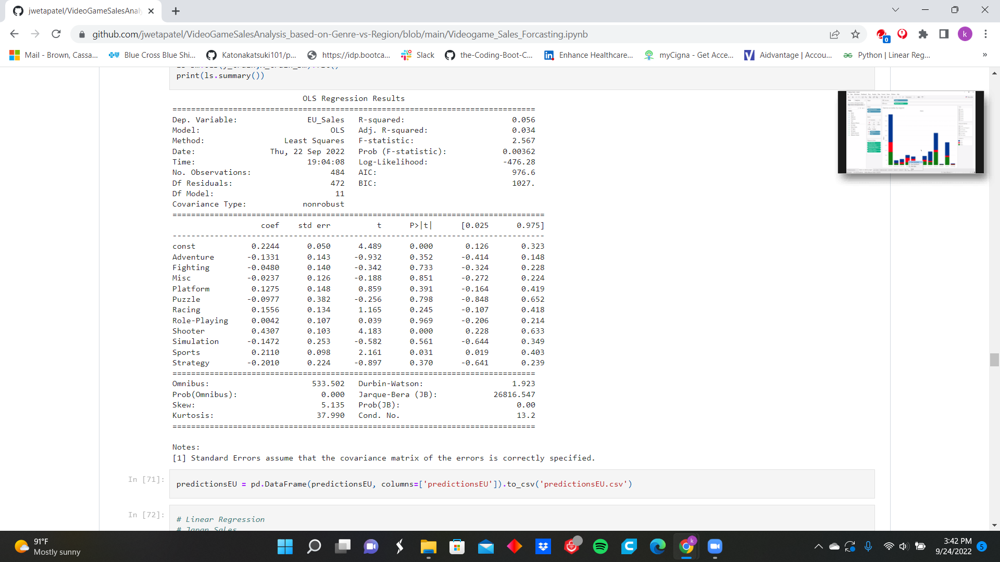 jwetapatel/VideoGameSalesAnaly
github.com/jwetapatel/VideoGameSalesAnalysis_based-on-Genre-vs-Region/blob/main/Videogame_Sales_Forcasting.ipynb
0
k
Mail - Brown, Cassa... Blue Cross Blue Shi... Katonakatsuki101/p... https://idp.bootca... Slack the-Coding-Boot-C... Enhance Healthcare... myCigna - Get Acce... Aidvantage | Accou... Python | Linear Reg... »
print(ls.summary())
OLS Regression Results
==============================================================================
Dep. Variable: EU_Sales R-squared: 0.056
Model: OLS Adj. R-squared: 0.034
Method: Least Squares F-statistic: 2.567
Date: Thu, 22 Sep 2022 Prob (F-statistic): 0.00362
Time: 19:04:08 Log-Likelihood: -476.28
No. Observations: 484 AIC: 976.6
Df Residuals: 472 BIC: 1027.
Df Model: 11
Covariance Type: nonrobust
================================================================================
coef std err t P>|t| [0.025 0.975]
--------------------------------------------------------------------------------
const 0.2244 0.050 4.489 0.000 0.126 0.323
Adventure -0.1331 0.143 -0.932 0.352 -0.414 0.148
Fighting -0.0480 0.140 -0.342 0.733 -0.324 0.228
Misc -0.0237 0.126 -0.188 0.851 -0.272 0.224
Platform 0.1275 0.148 0.859 0.391 -0.164 0.419
Puzzle -0.0977 0.382 -0.256 0.798 -0.848 0.652
Racing 0.1556 0.134 1.165 0.245 -0.107 0.418
Role-Playing 0.0042 0.107 0.039 0.969 -0.206 0.214
Shooter 0.4307 0.103 4.183 0.000 0.228 0.633
Simulation -0.1472 0.253 -0.582 0.561 -0.644 0.349
Sports 0.2110 0.098 2.161 0.031 0.019 0.403
Strategy -0.2010 0.224 -0.897 0.370 -0.641 0.239
==============================================================================
Omnibus: 533.502 Durbin-Watson: 1.923
Prob(Omnibus): 0.000 Jarque-Bera (JB): 26816.547
Skew: 5.135 Prob(JB): 0.00
Kurtosis: 37.990 Cond. No. 13.2
==============================================================================
Notes:
[1] Standard Errors assume that the covariance matrix of the errors is correctly specified.
In [71]: predictionsEU = pd.DataFrame(predictionsEU, columns=['predictionsEU']).to_csv('predictionsEU.csv')
In [72]: # Linear Regression
# Japan Sales
91°F
Mostly sunny
k
3:42 PM
9/24/2022
5